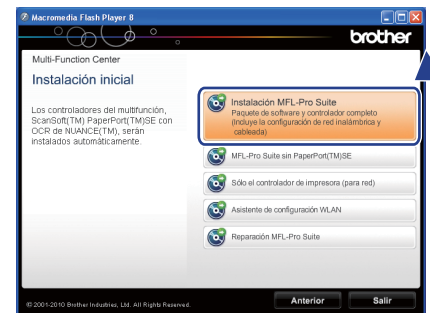 Macromedia Flash Player 8
brother
Multi-Function Center
Instalación inicial
Los controladores del multifunción,
ScanSoft(TM) PaperPort(TM)SE con
OCR de NUANCE(TM), serán
instalados automáticamente.
Instalación MFL-Pro Suite
Paquete de software y controlador completo
(incluye la configuración de red inalámbrica y
cableada)
MFL-Pro Suite sin PaperPort(TM)SE
Sólo el controlador de impresora (para red)
Asistente de configuración WLAN
Reparación MFL-Pro Suite
© 2001-2010 Brother Industries, Ltd. All Rights Reserved.
Anterior
Salir